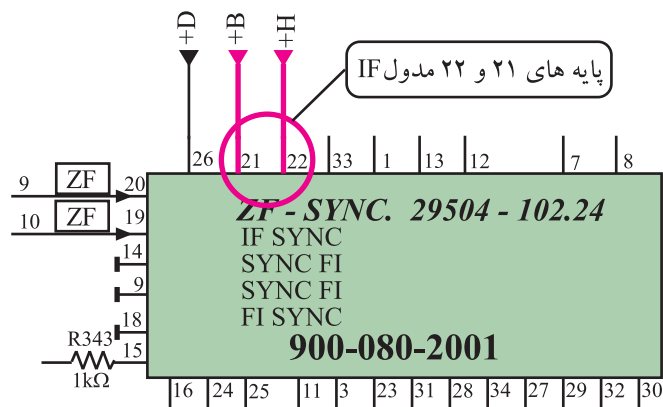 +D +B +H
پایه های ۲۱ و ۲۲ مدول IF
26 21 22 33 1 13 12 7 8
9 ZF 20
ZF - SYNC. 29504 - 102.24
10 ZF 19
IF SYNC
14 SYNC FI
9 SYNC FI
18 FI SYNC
R343
15 900-080-2001
1kΩ
16 24 25 11 3 23 31 28 34 27 29 32 30